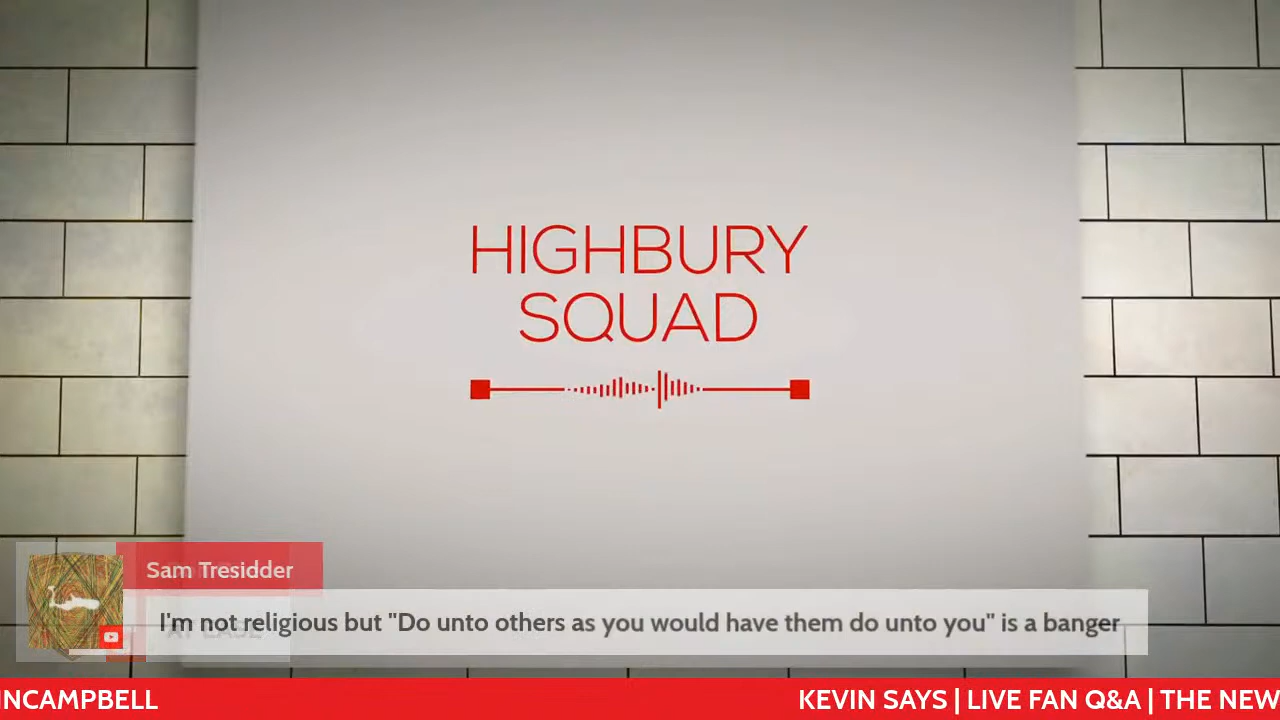 HIGHBURY
SQUAD
Sam Tresidder
I'm not religious but "Do unto others as you would have them do unto you" is a banger
INCAMPBELL
KEVIN SAYS | LIVE FAN Q&A | THE NEW